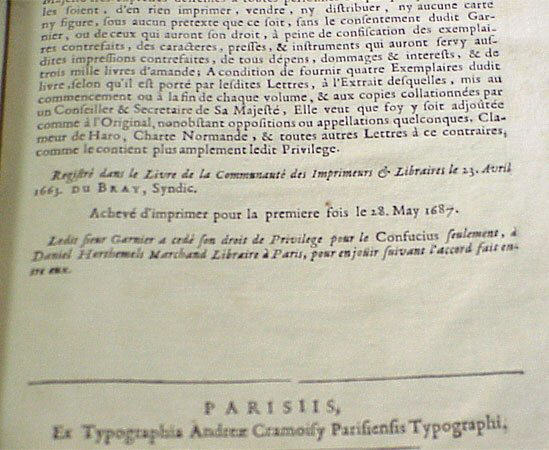 les soient, d'en rien imprimer, vendre, ny distribuer, ny aucune carte
ny figure, sous aucun pretexte que ce soit, sans le consentement dudit Gar-
nier, ou de ceux qui auront son droit, à peine de confiscation des exemplai-
res contrefaits, des caracteres, presses, & instruments qui auront servy aus-
dites impressions contrefaites, de tous dépens, dommages & interests, & de
trois mille livres d'amande; A condition de fournir quatre Exemplaires dudit
livre, selon qu'il est porté par lesdites Lettres, à l'Extrait desquelles, mis au
commencement ou à la fin de chaque volume, & aux copies collationnées par
un Conseiller & Secretaire de Sa Majesté, Elle veut que foy y soit adjoûtée
comme à l'Original, nonobstant oppositions ou appellations quelconques, Cla-
meur de Haro, Charte Normande, & toutes autres Lettres à ce contraires,
comme le contient plus amplement ledit Privilege.
Registré dans le Livre de la Communauté des Imprimeurs & Libraires le 23. Avril
1663. DU BRAY, Syndic.
Achevé d'imprimer pour la premiere fois le 28. May 1687.
Ledit sieur Garnier a cedé son droit de Privilege pour le Confucius seulement, à
Daniel Horthemels Marchand Libraire à Paris, pour en joüir suivant l'accord fait en-
tre eux.
PARISIIS,
Ex Typographia Andreæ Cramoisy Parisiensis Typographi,